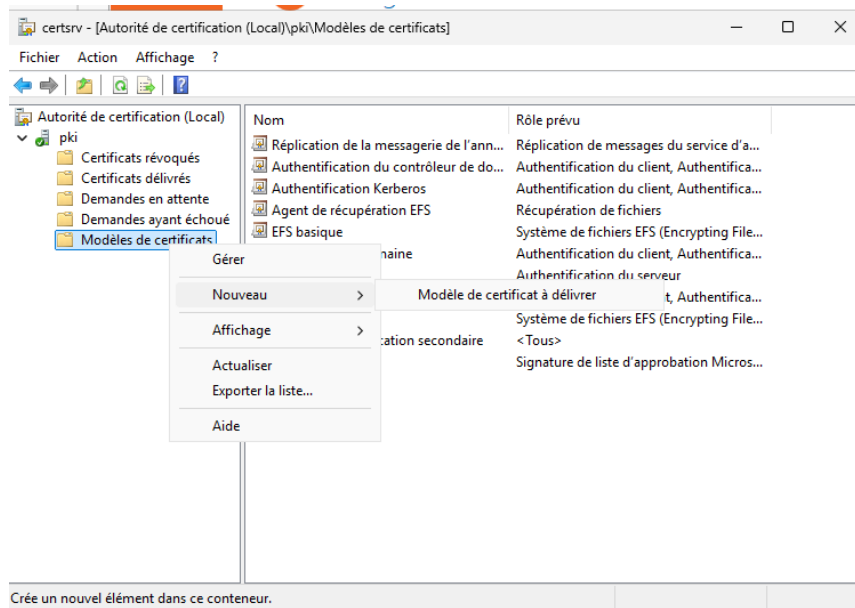 certsrv - [Autorité de certification (Local)\pki\Modèles de certificats]
Fichier Action Affichage ?
Autorité de certification (Local)
pki
Certificats révoqués
Certificats délivrés
Demandes en attente
Demandes ayant échoué
Modèles de certificats
Nom Rôle prévu
Réplication de la messagerie de l'ann... Réplication de messages du service d'a...
Authentification du contrôleur de do... Authentification du client, Authentifica...
Authentification Kerberos Authentification du client, Authentifica...
Agent de récupération EFS Récupération de fichiers
EFS basique Système de fichiers EFS (Encrypting File...
naine Authentification du client, Authentifica...
Authentification du serveur
t, Authentifica...
Système de fichiers EFS (Encrypting File...
cation secondaire <Tous>
Signature de liste d'approbation Micros...
Gérer
Nouveau
Modèle de certificat à délivrer
Affichage
Actualiser
Exporter la liste...
Aide
Crée un nouvel élément dans ce conteneur.